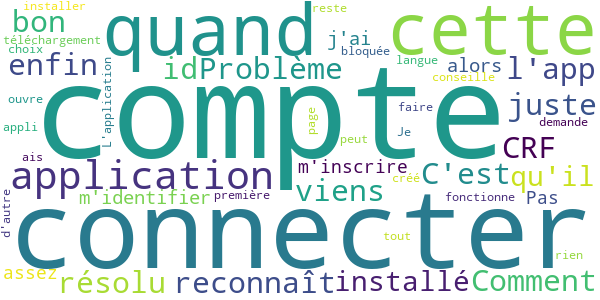 installer
reste
bon
quand
j'ai
cette
téléchargement
bloquée
choix
enfin
L'application
id
Problème
langue
alors
l'app
conseille
ouvre
compte
page
faire
juste
appli
Je
demande
peut
CRF
ais
m'inscrire
C'est
qu'il
application
créé
viens
d'autre
m'identifier
première
fonctionne
Pas
connecter
tout
rien
assez
résolu
reconnaît
installé
Comment